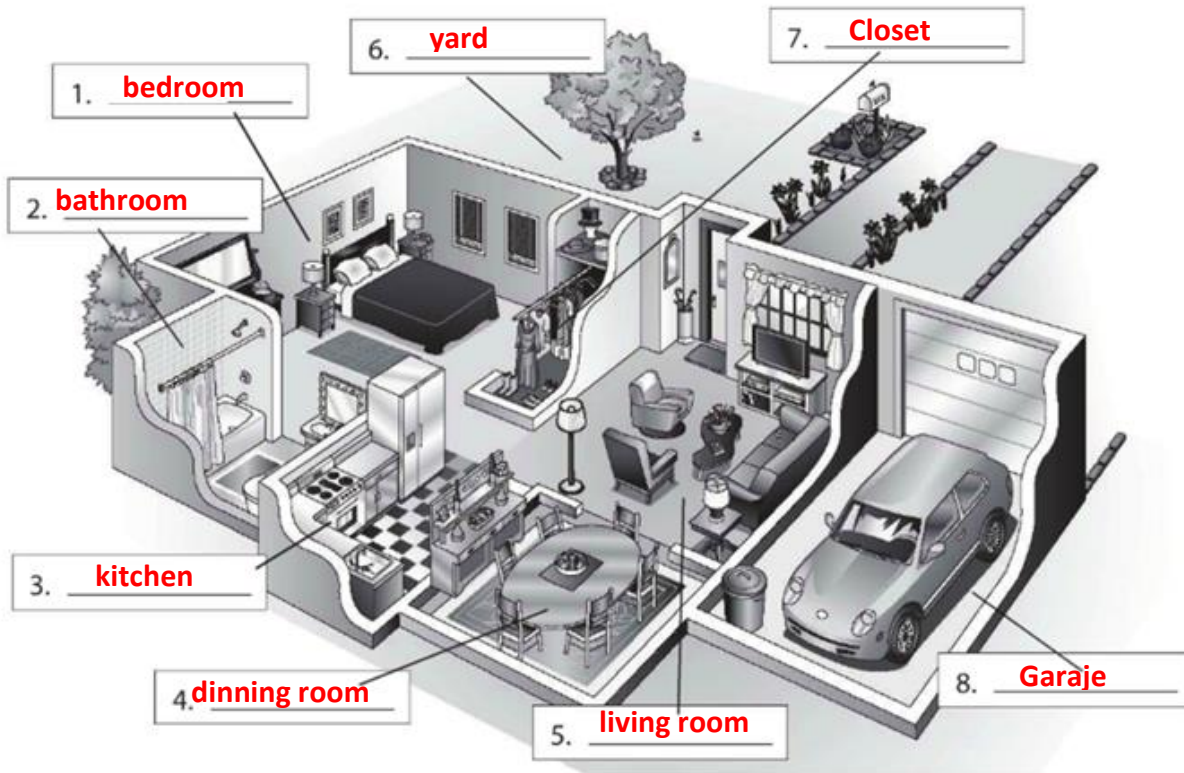 1. bedroom
2. bathroom
3. kitchen
4. dinning room
5. living room
6. yard
7. Closet
8. Garaje